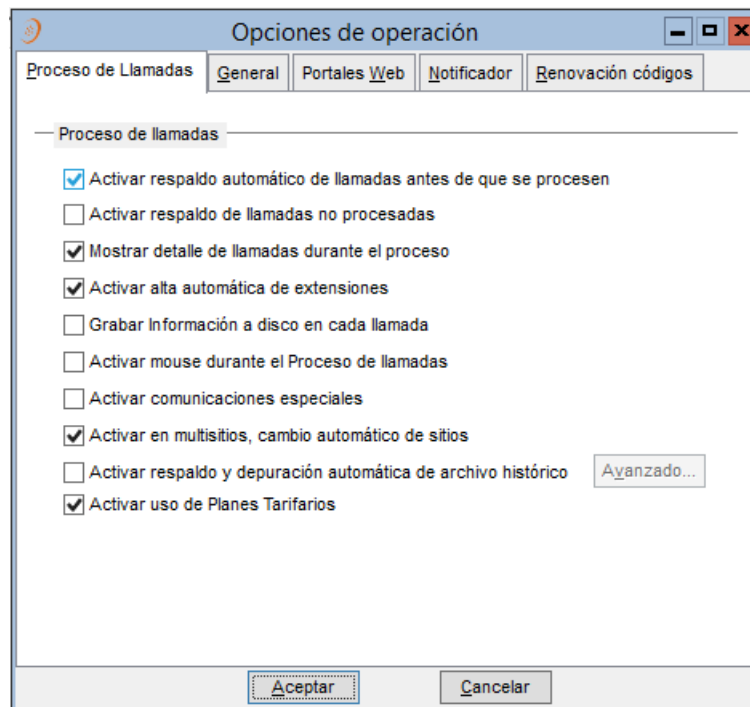 Opciones de operación
Proceso de Llamadas General Portales Web Notificador Renovación códigos
Proceso de llamadas
Activar respaldo automático de llamadas antes de que se procesen
Activar respaldo de llamadas no procesadas
Mostrar detalle de llamadas durante el proceso
Activar alta automática de extensiones
Grabar Información a disco en cada llamada
Activar mouse durante el Proceso de llamadas
Activar comunicaciones especiales
Activar en multisitios, cambio automático de sitios
Activar respaldo y depuración automática de archivo histórico Avanzado...
Activar uso de Planes Tarifarios
Aceptar Cancelar